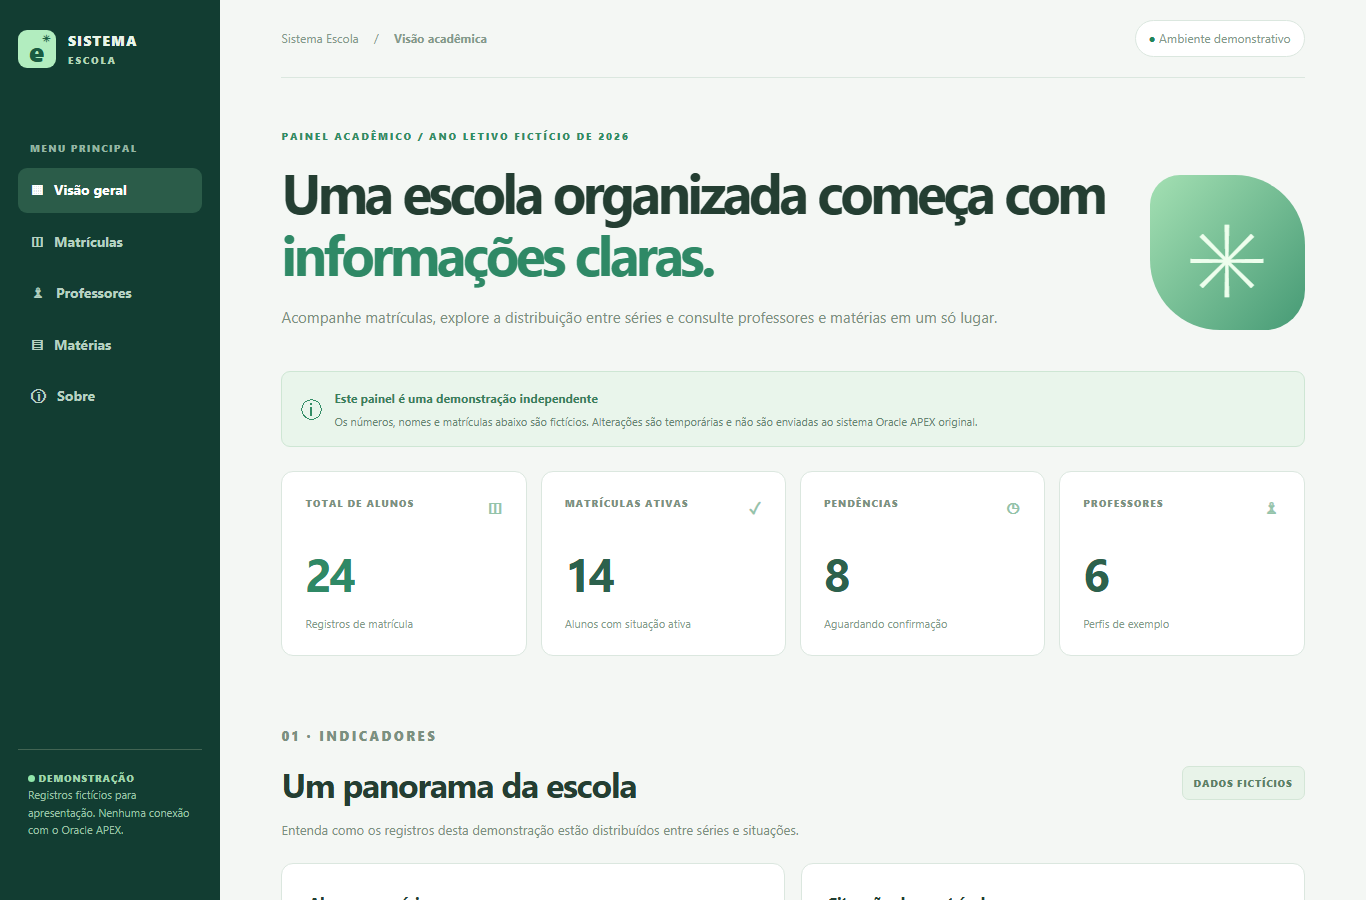 SISTEMA
ESCOLA
MENU PRINCIPAL
Visão geral
Matrículas
Professores
Matérias
Sobre
DEMONSTRAÇÃO
Registros fictícios para
apresentação. Nenhuma conexão
com o Oracle APEX.
Sistema Escola / Visão acadêmica
Ambiente demonstrativo
PAINEL ACADÊMICO / ANO LETIVO FICTÍCIO DE 2026
Uma escola organizada começa com
informações claras.
Acompanhe matrículas, explore a distribuição entre séries e consulte professores e matérias em um só lugar.
Este painel é uma demonstração independente
Os números, nomes e matrículas abaixo são fictícios. Alterações são temporárias e não são enviadas ao sistema Oracle APEX original.
TOTAL DE ALUNOS
24
Registros de matrícula
MATRÍCULAS ATIVAS
14
Alunos com situação ativa
PENDÊNCIAS
8
Aguardando confirmação
PROFESSORES
6
Perfis de exemplo
01 · INDICADORES
Um panorama da escola
DADOS FICTÍCIOS
Entenda como os registros desta demonstração estão distribuídos entre séries e situações.